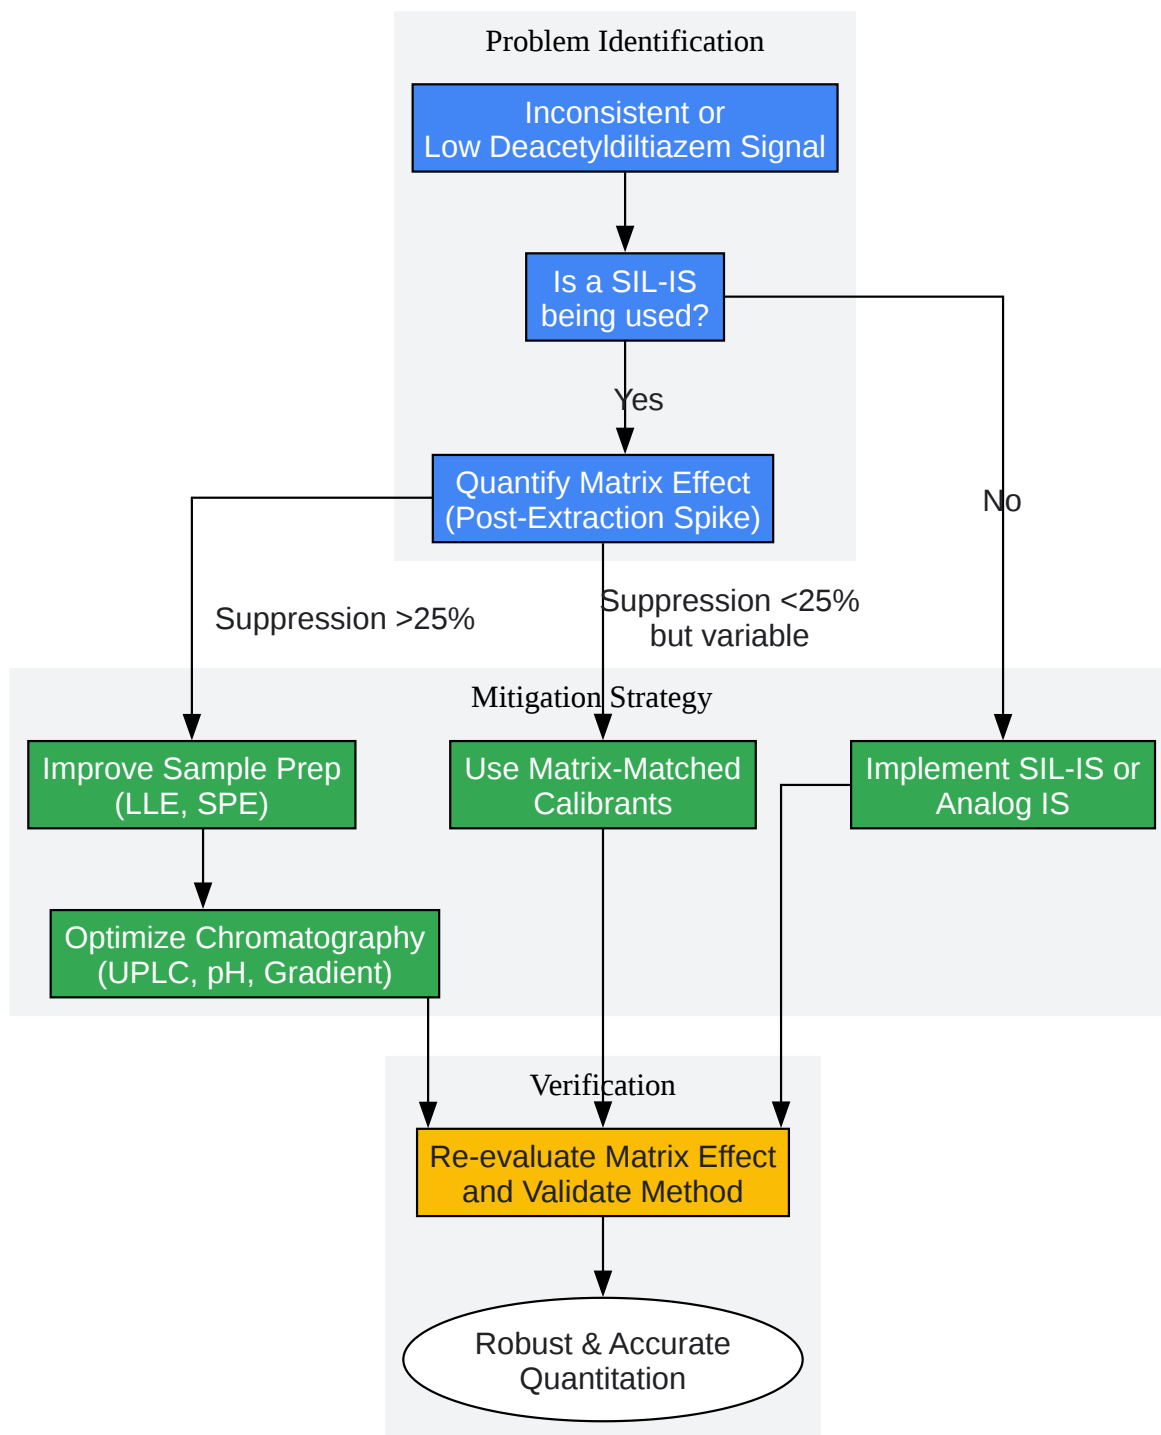 Problem Identification
Inconsistent or
Low Deacetyldiltiazem Signal
Is a SIL-IS
being used?
Yes
Quantify Matrix Effect
(Post-Extraction Spike)
No
Suppression >25%
Suppression <25%
but variable
Mitigation Strategy
Improve Sample Prep
(LLE, SPE)
Use Matrix-Matched
Calibrants
Implement SIL-IS or
Analog IS
Optimize Chromatography
(UPLC, pH, Gradient)
Verification
Re-evaluate Matrix Effect
and Validate Method
Robust & Accurate
Quantitation